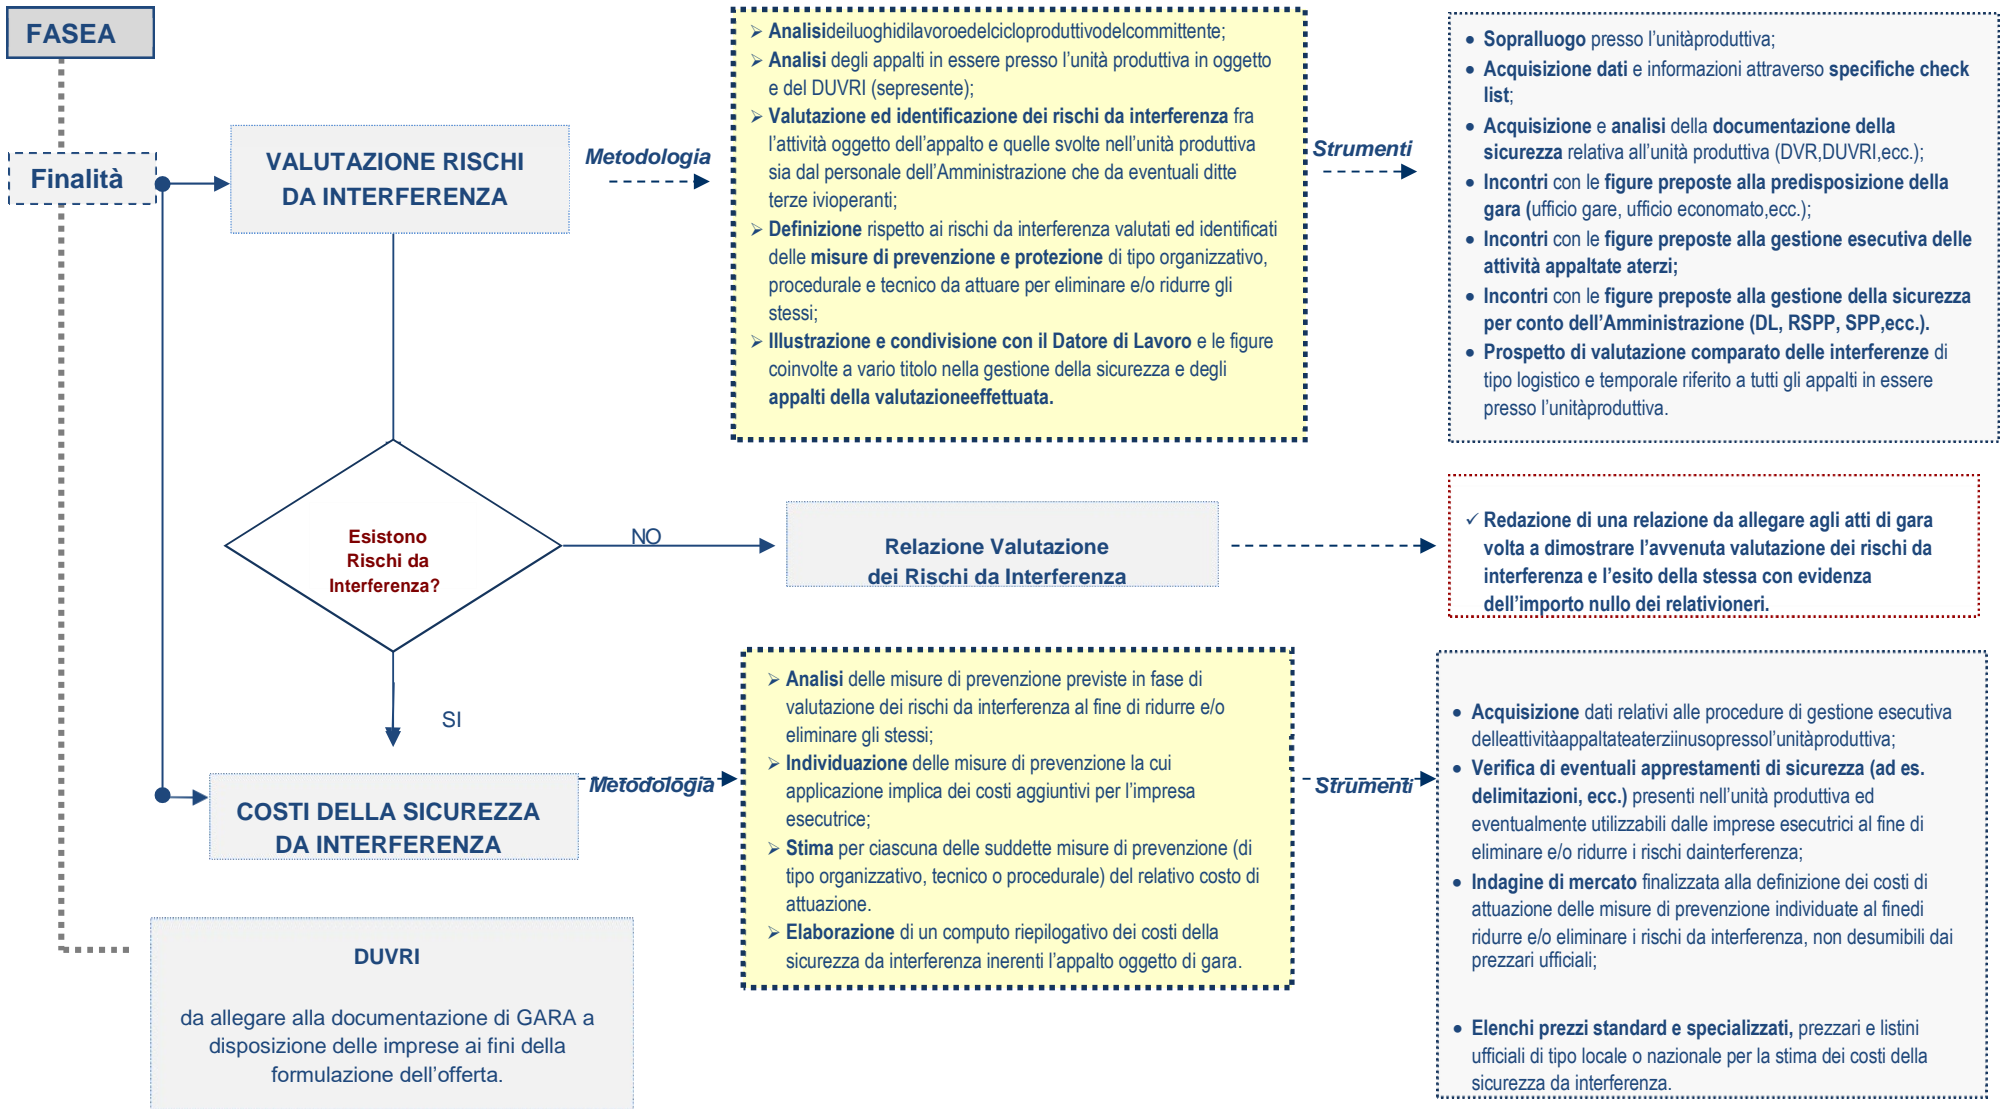 FASEA
Finalità
VALUTAZIONE RISCHI
DA INTERFERENZA
Metodologia
➢ Analisideiluoghidilavoroedelcicloproduttivodelcommittente;
➢ Analisi degli appalti in essere presso l’unità produttiva in oggetto
e del DUVRI (sepresente);
➢ Valutazione ed identificazione dei rischi da interferenza fra
l’attività oggetto dell’appalto e quelle svolte nell’unità produttiva
sia dal personale dell’Amministrazione che da eventuali ditte
terze ivioperanti;
➢ Definizione rispetto ai rischi da interferenza valutati ed identificati
delle misure di prevenzione e protezione di tipo organizzativo,
procedurale e tecnico da attuare per eliminare e/o ridurre gli
stessi;
➢ Illustrazione e condivisione con il Datore di Lavoro e le figure
coinvolte a vario titolo nella gestione della sicurezza e degli
appalti della valutazioneeffettuata.
Strumenti
• Sopralluogo presso l’unitàproduttiva;
• Acquisizione dati e informazioni attraverso specifiche check
list;
• Acquisizione e analisi della documentazione della
sicurezza relativa all’unità produttiva (DVR,DUVRI,ecc.);
• Incontri con le figure preposte alla predisposizione della
gara (ufficio gare, ufficio economato,ecc.);
• Incontri con le figure preposte alla gestione esecutiva delle
attività appaltate aterzi;
• Incontri con le figure preposte alla gestione della sicurezza
per conto dell’Amministrazione (DL, RSPP, SPP,ecc.).
• Prospetto di valutazione comparato delle interferenze di
tipo logistico e temporale riferito a tutti gli appalti in essere
presso l’unitàproduttiva.
Esistono
Rischi da
Interferenza?
NO
Relazione Valutazione
dei Rischi da Interferenza
✓ Redazione di una relazione da allegare agli atti di gara
volta a dimostrare l’avvenuta valutazione dei rischi da
interferenza e l’esito della stessa con evidenza
dell’importo nullo dei relativioneri.
SI
COSTI DELLA SICUREZZA
DA INTERFERENZA
Metodologia
➢ Analisi delle misure di prevenzione previste in fase di
valutazione dei rischi da interferenza al fine di ridurre e/o
eliminare gli stessi;
➢ Individuazione delle misure di prevenzione la cui
applicazione implica dei costi aggiuntivi per l’impresa
esecutrice;
➢ Stima per ciascuna delle suddette misure di prevenzione (di
tipo organizzativo, tecnico o procedurale) del relativo costo di
attuazione.
➢ Elaborazione di un computo riepilogativo dei costi della
sicurezza da interferenza inerenti l’appalto oggetto di gara.
Strumenti
• Acquisizione dati relativi alle procedure di gestione esecutiva
delleattivitàappaltateaterziinusopressol’unitàproduttiva;
• Verifica di eventuali apprestamenti di sicurezza (ad es.
delimitazioni, ecc.) presenti nell’unità produttiva ed
eventualmente utilizzabili dalle imprese esecutrici al fine di
eliminare e/o ridurre i rischi dainterferenza;
• Indagine di mercato finalizzata alla definizione dei costi di
attuazione delle misure di prevenzione individuate al finedi
ridurre e/o eliminare i rischi da interferenza, non desumibili dai
prezzari ufficiali;
• Elenchi prezzi standard e specializzati, prezzari e listini
ufficiali di tipo locale o nazionale per la stima dei costi della
sicurezza da interferenza.
DUVRI
da allegare alla documentazione di GARA a
disposizione delle imprese ai fini della
formulazione dell’offerta.